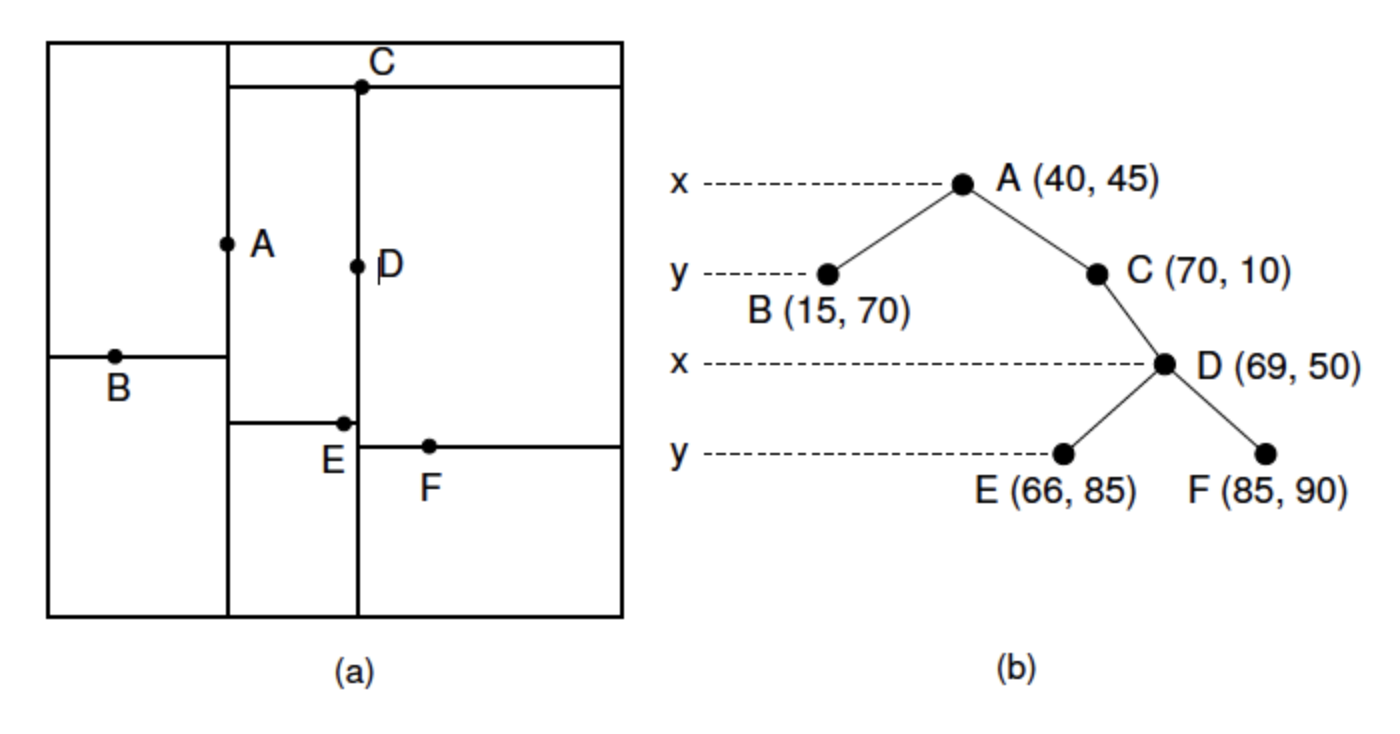 C
A
D
B
E
F
(a)
x
A (40, 45)
y
B (15, 70)
C (70, 10)
x
D (69, 50)
y
E (66, 85)
F (85, 90)
(b)